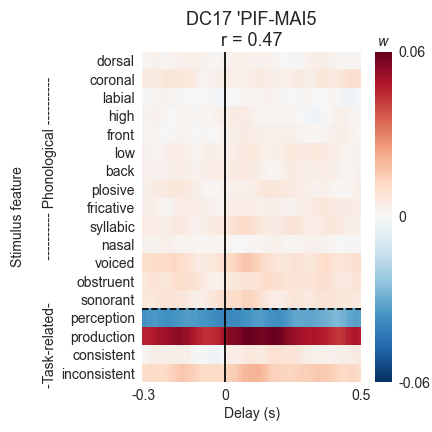 DC17 'PIF-MAI5
r = 0.47
w
dorsal
coronal
labial
high
front
low
back
plosive
fricative
syllabic
nasal
voiced
obstruent
sonorant
perception
production
consistent
inconsistent
Stimulus feature
-Task-related- ----------- Phonological -----------
-0.3
0
0.5
Delay (s)
0.06
0
-0.06